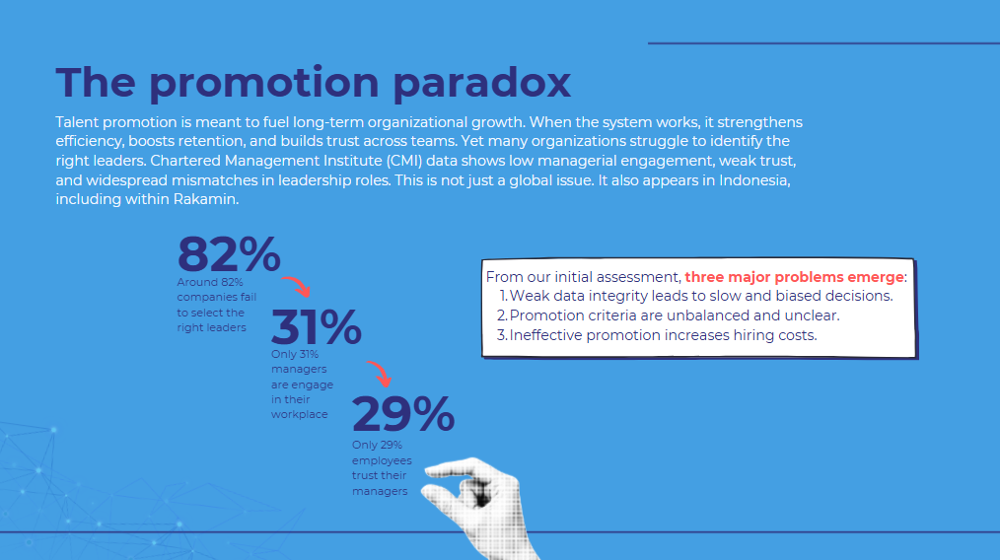 The promotion paradox
Talent promotion is meant to fuel long-term organizational growth. When the system works, it strengthens
efficiency, boosts retention, and builds trust across teams. Yet many organizations struggle to identify the
right leaders. Chartered Management Institute (CMI) data shows low managerial engagement, weak trust,
and widespread mismatches in leadership roles. This is not just a global issue. It also appears in Indonesia,
including within Rakamin.
82%
Around 82%
companies fail
to select the
right leaders
31%
Only 31%
managers
are engage
in their
workplace
29%
Only 29%
employees
trust their
managers
From our initial assessment, three major problems emerge:
1.Weak data integrity leads to slow and biased decisions.
2.Promotion criteria are unbalanced and unclear.
3.Ineffective promotion increases hiring costs.